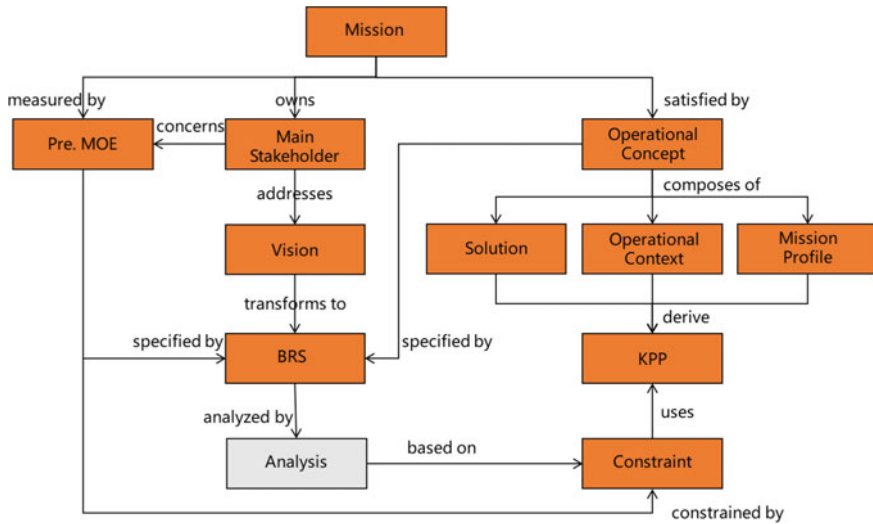 Mission
measured by
owns
satisfied by
Pre. MOE
concerns
Main
Stakeholder
Operational
Concept
addresses
composes of
Vision
Solution
Operational
Context
Mission
Profile
transforms to
derive
specified by
BRS
specified by
KPP
analyzed by
uses
Analysis
based on
Constraint
constrained by